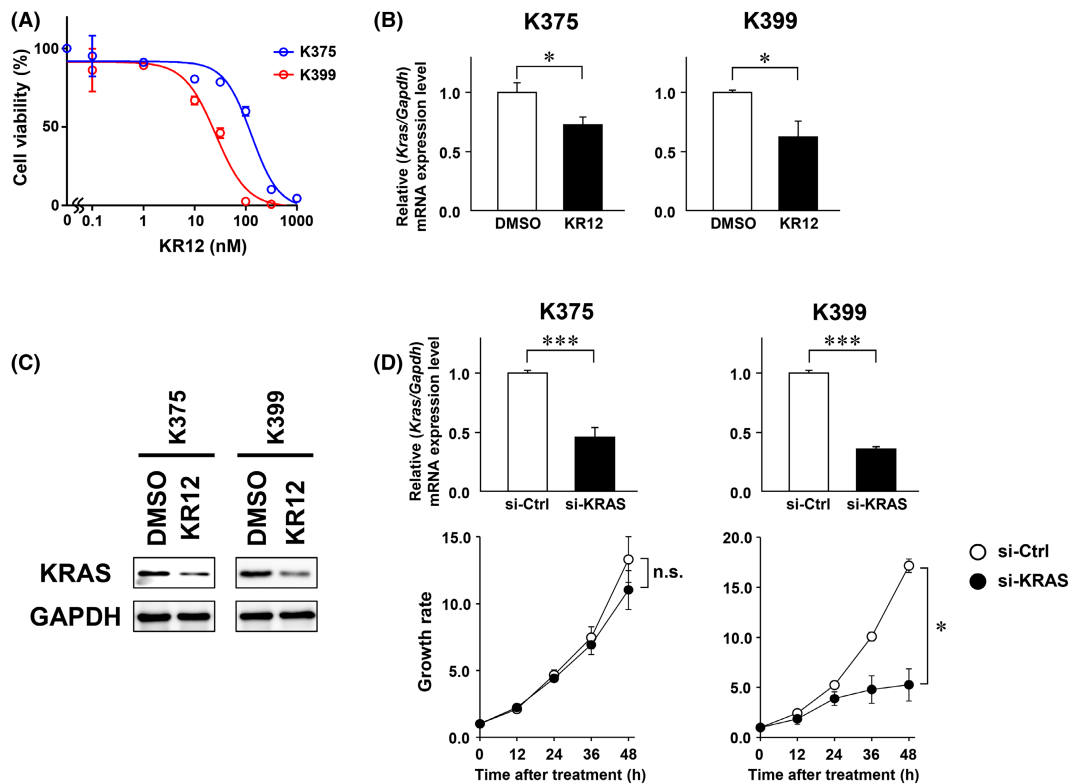 (A)
Cell viability (%)
100
50
0
0
0.1
1
10
100
1000
KR12 (nM)
K375
K399
(B)
K375
K399
Relative (Kras/Gapdh)
mRNA expression level
1.0
0.5
0.0
*
DMSO
KR12
1.0
0.5
0.0
*
DMSO
KR12
(C)
K375
K399
DMSO
KR12
DMSO
KR12
KRAS
GAPDH
(D)
K375
K399
Relative (Kras/Gapdh)
mRNA expression level
1.0
0.5
0.0
***
si-Ctrl
si-KRAS
1.0
0.5
0.0
***
si-Ctrl
si-KRAS
Growth rate
15.0
10.0
5.0
0.0
n.s.
0
12
24
36
48
Time after treatment (h)
20.0
15.0
10.0
5.0
0.0
*
0
12
24
36
48
Time after treatment (h)
si-Ctrl
si-KRAS